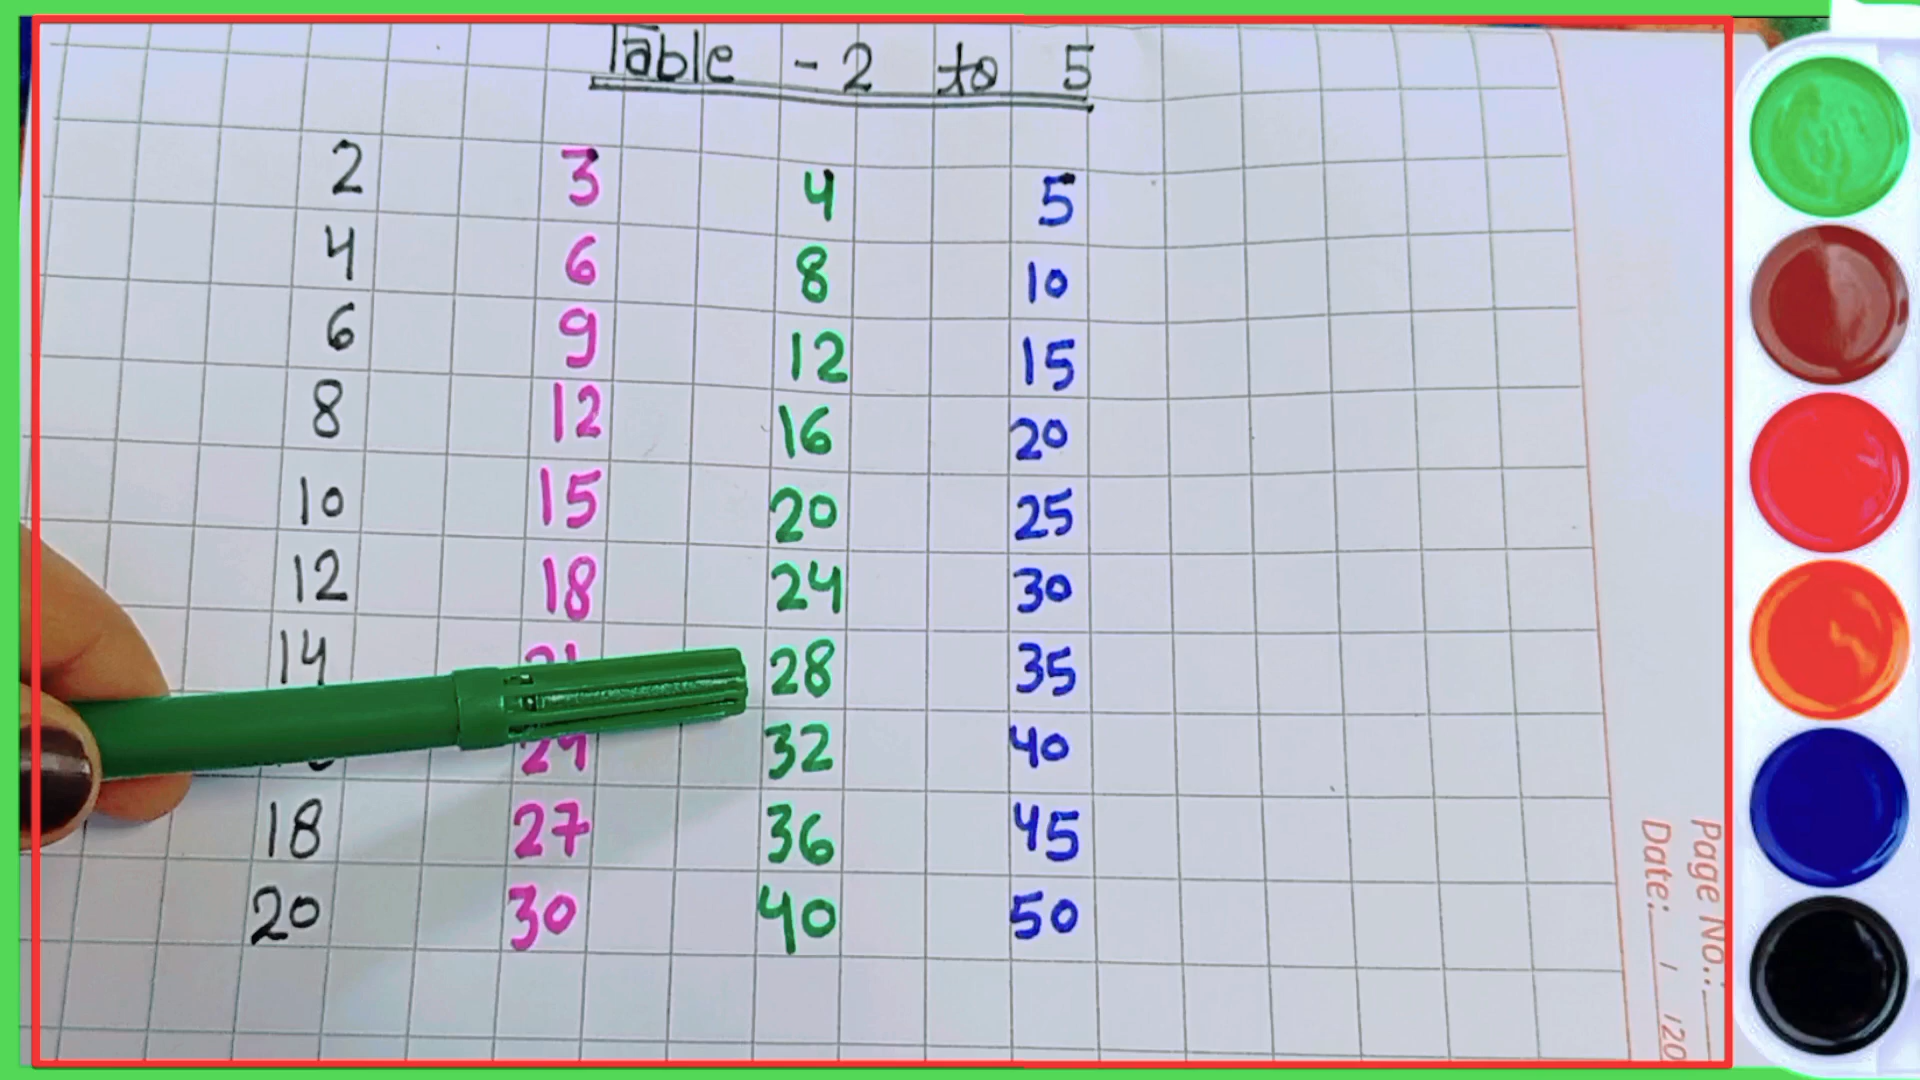 Table - 2 to 5
2 3 4 5
4 6 8 10
6 9 12 15
8 12 16 20
10 15 20 25
12 18 24 30
14 21 28 35
24 32 40
18 27 36 45
20 30 40 50
Page No.:
Date: / /20